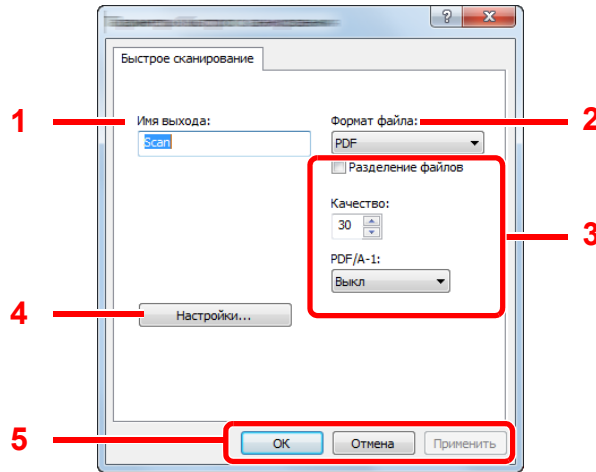 Быстрое сканирование
1 Имя выхода: Формат файла: 2
Scan PDF
Разделение файлов
Качество:
30
3
PDF/A-1:
Выкл
4 Настройки...
5 OK Отмена Применить